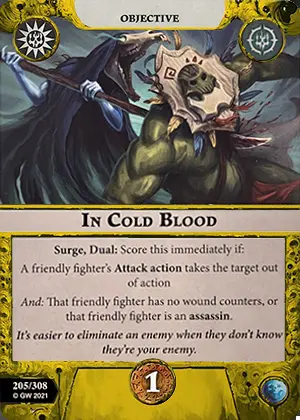 OBJECTIVE
IN COLD BLOOD
Surge, Dual: Score this immediately if:
A friendly fighter's Attack action takes the target out
of action
And: That friendly fighter has no wound counters, or
that friendly fighter is an assassin.
It's easier to eliminate an enemy when they don't know
they're your enemy.
205/308
© GW 2021
1